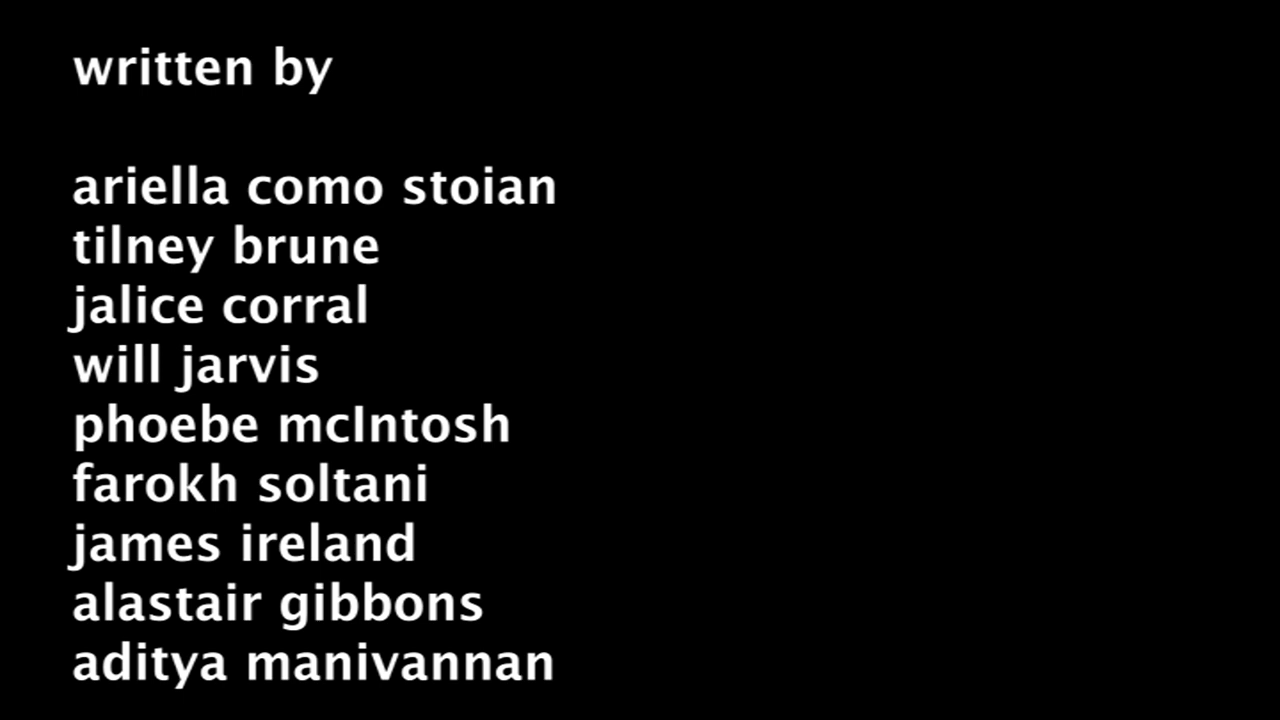 written by
ariella como stoian
tilney brune
jalice corral
will jarvis
phoebe mcIntosh
farokh soltani
james ireland
alastair gibbons
aditya manivannan